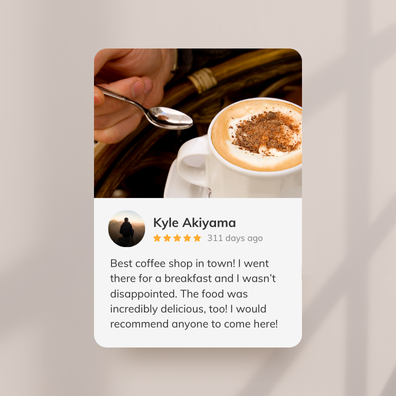 Kyle Akiyama
311 days ago
Best coffee shop in town! I went
there for a breakfast and I wasn't
disappointed. The food was
incredibly delicious, too! I would
recommend anyone to come here!